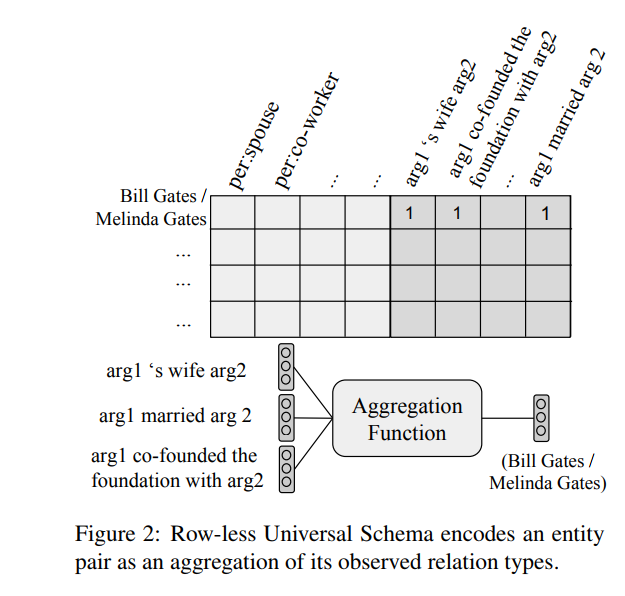 per:spouse
per:co-worker
...
...
arg1 ‘s wife arg2
arg1 co-founded the
foundation with arg2
...
arg1 married arg 2
Bill Gates /
Melinda Gates
1 1 1
...
...
...
arg1 ‘s wife arg2
arg1 married arg 2
arg1 co-founded the
foundation with arg2
Aggregation
Function
(Bill Gates /
Melinda Gates)
Figure 2: Row-less Universal Schema encodes an entity
pair as an aggregation of its observed relation types.